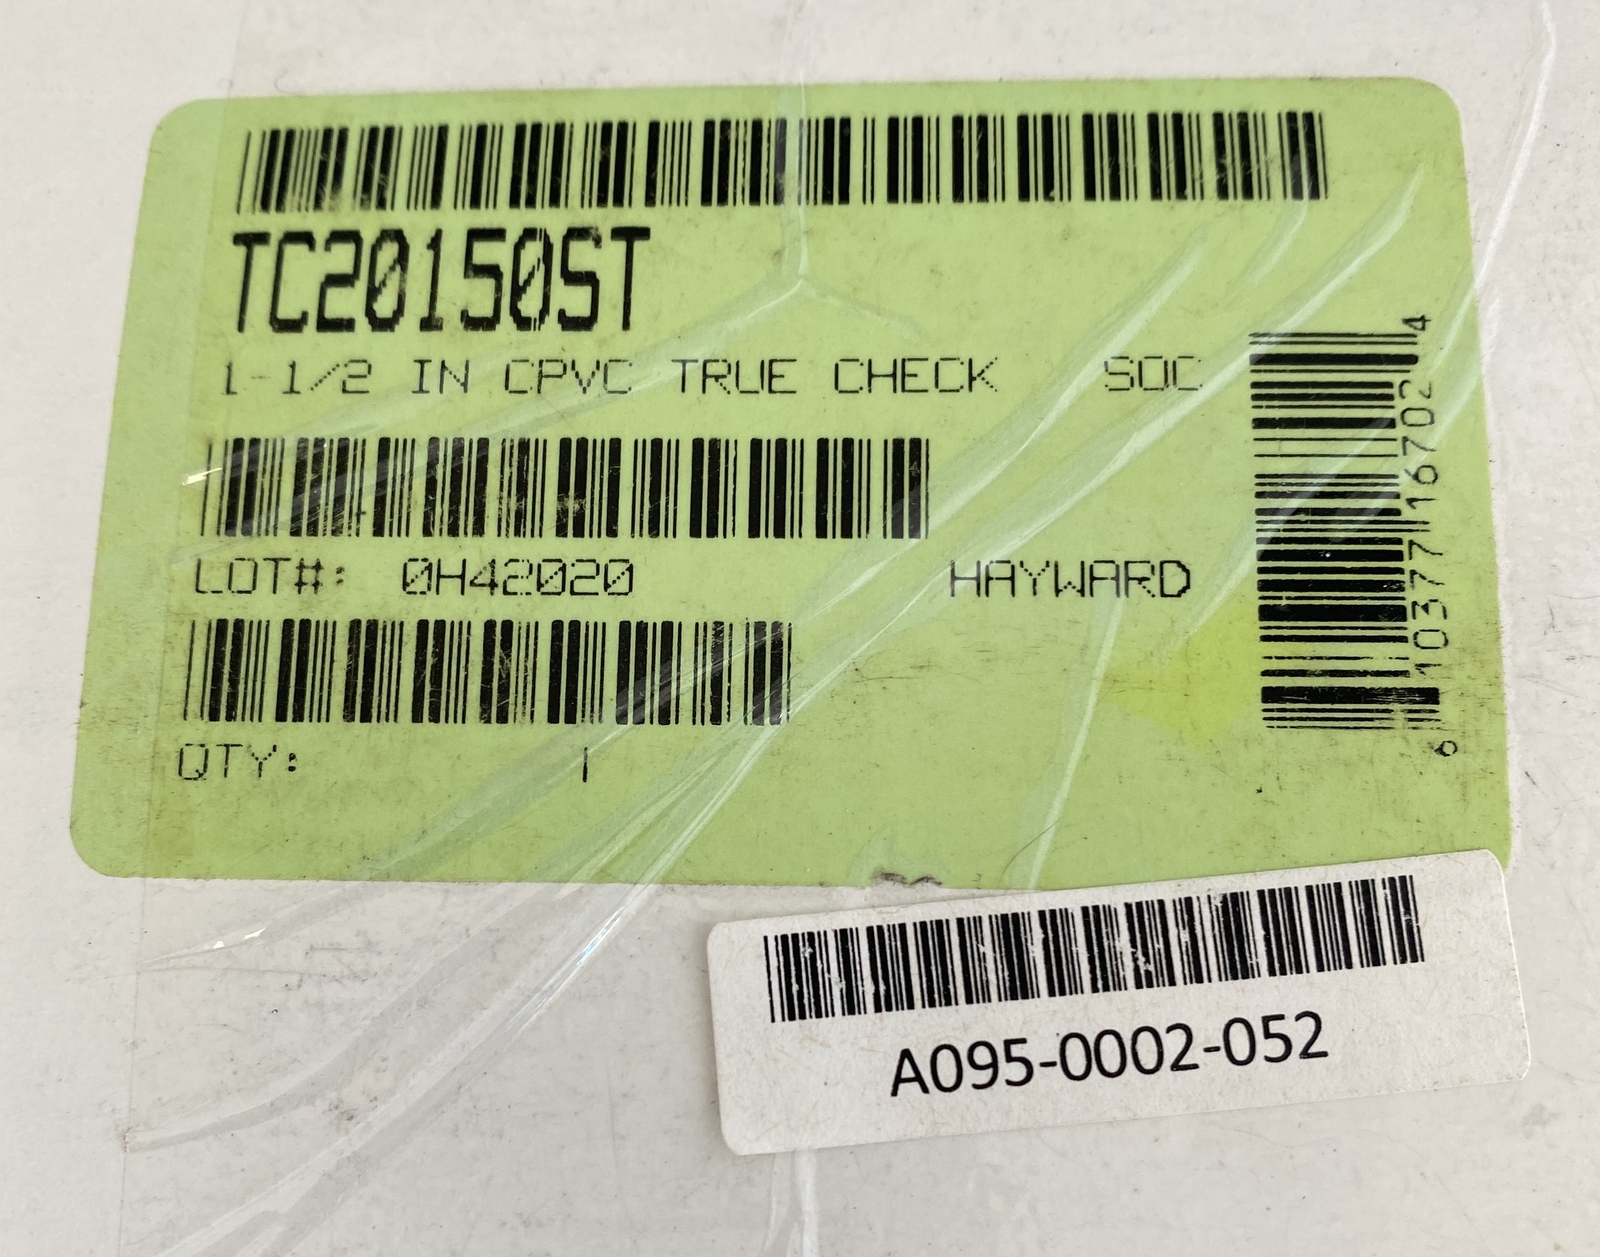 TC20150ST
1-1/2 IN CPVC TRUE CHECK SOC
LOT#: 0H42020 HAYWARD
QTY: 1
6 10377 16702 4
A095-0002-052